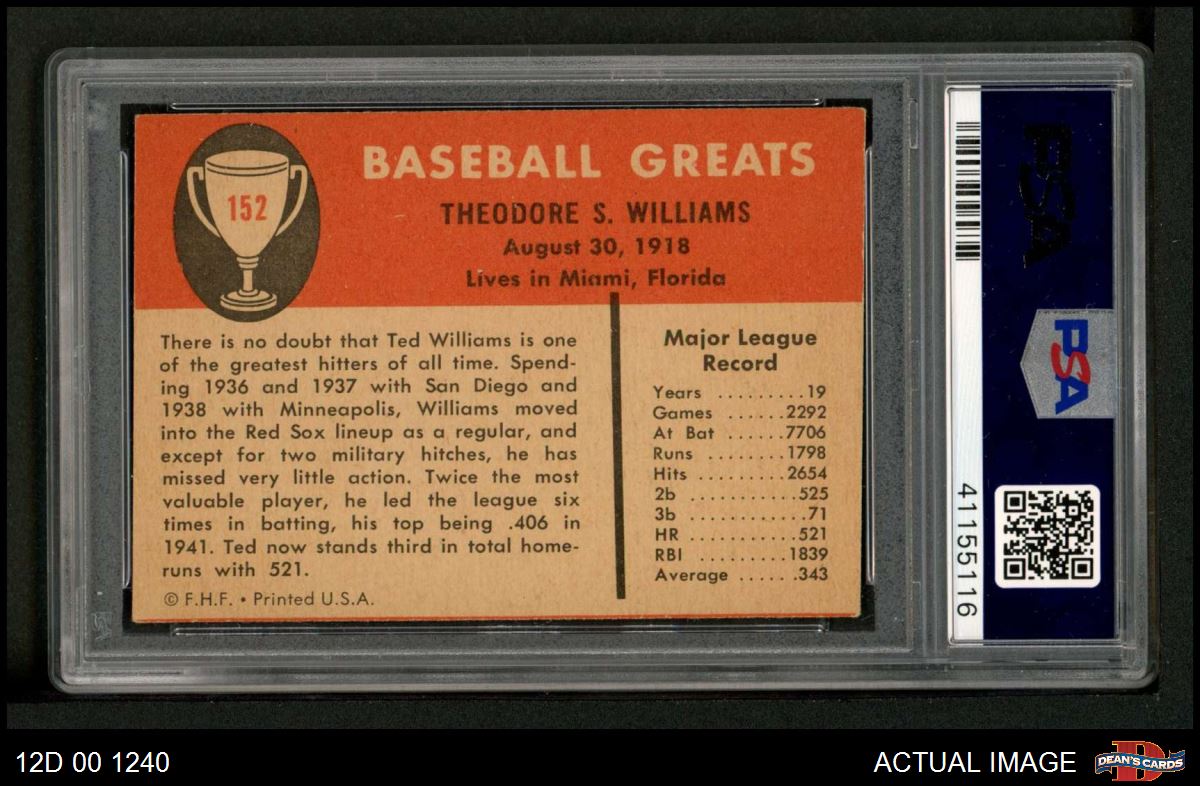 BASEBALL GREATS
152
THEODORE S. WILLIAMS
August 30, 1918
Lives in Miami, Florida
There is no doubt that Ted Williams is one
of the greatest hitters of all time. Spend-
ing 1936 and 1937 with San Diego and
1938 with Minneapolis, Williams moved
into the Red Sox lineup as a regular, and
except for two military hitches, he has
missed very little action. Twice the most
valuable player, he led the league six
times in batting, his top being .406 in
1941. Ted now stands third in total home-
runs with 521.
© F.H.F. • Printed U.S.A.
Major League
Record
Years .........19
Games ......2292
At Bat ......7706
Runs ........1798
Hits .........2654
2b ...........525
3b ............71
HR ...........521
RBI .........1839
Average ......343
PSA
PSA
41155116
PSA
12D 00 1240
ACTUAL IMAGE
D
DEAN'S CARDS